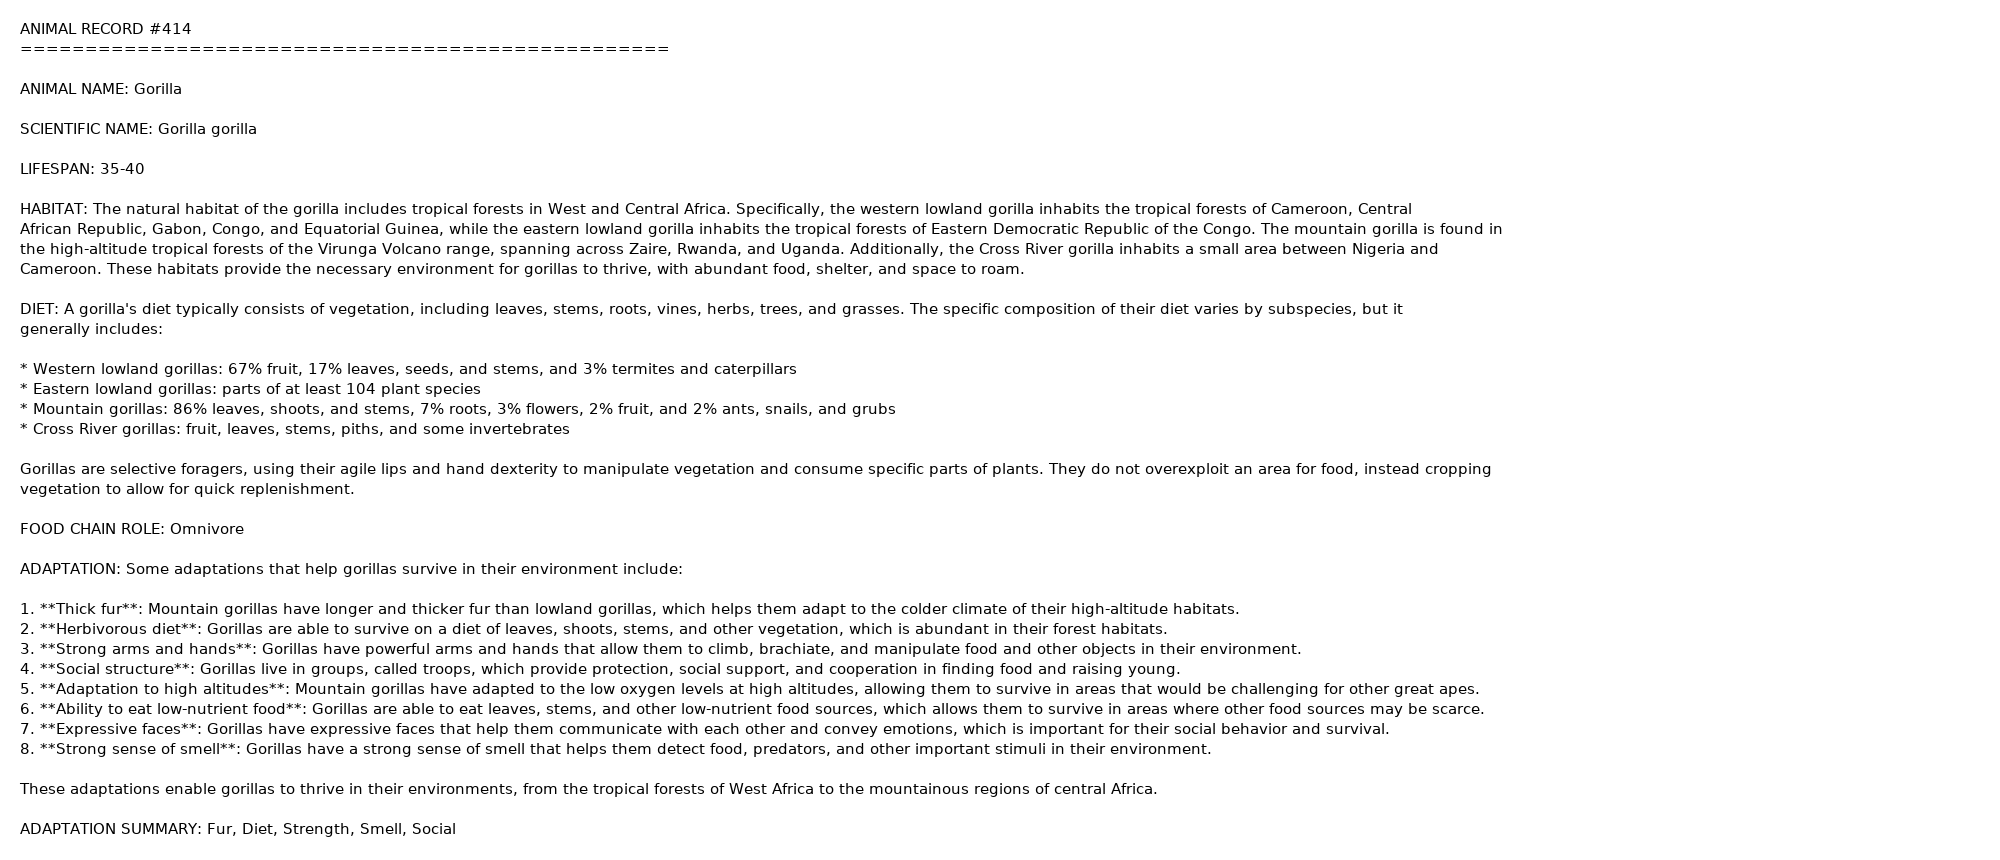 ANIMAL RECORD #414
==================================================
ANIMAL NAME: Gorilla
SCIENTIFIC NAME: Gorilla gorilla
LIFESPAN: 35-40
HABITAT: The natural habitat of the gorilla includes tropical forests in West and Central Africa. Specifically, the western lowland gorilla inhabits the tropical forests of Cameroon, Central
African Republic, Gabon, Congo, and Equatorial Guinea, while the eastern lowland gorilla inhabits the tropical forests of Eastern Democratic Republic of the Congo. The mountain gorilla is found in
the high-altitude tropical forests of the Virunga Volcano range, spanning across Zaire, Rwanda, and Uganda. Additionally, the Cross River gorilla inhabits a small area between Nigeria and
Cameroon. These habitats provide the necessary environment for gorillas to thrive, with abundant food, shelter, and space to roam.
DIET: A gorilla's diet typically consists of vegetation, including leaves, stems, roots, vines, herbs, trees, and grasses. The specific composition of their diet varies by subspecies, but it
generally includes:
* Western lowland gorillas: 67% fruit, 17% leaves, seeds, and stems, and 3% termites and caterpillars
* Eastern lowland gorillas: parts of at least 104 plant species
* Mountain gorillas: 86% leaves, shoots, and stems, 7% roots, 3% flowers, 2% fruit, and 2% ants, snails, and grubs
* Cross River gorillas: fruit, leaves, stems, piths, and some invertebrates
Gorillas are selective foragers, using their agile lips and hand dexterity to manipulate vegetation and consume specific parts of plants. They do not overexploit an area for food, instead cropping
vegetation to allow for quick replenishment.
FOOD CHAIN ROLE: Omnivore
ADAPTATION: Some adaptations that help gorillas survive in their environment include:
1. **Thick fur**: Mountain gorillas have longer and thicker fur than lowland gorillas, which helps them adapt to the colder climate of their high-altitude habitats.
2. **Herbivorous diet**: Gorillas are able to survive on a diet of leaves, shoots, stems, and other vegetation, which is abundant in their forest habitats.
3. **Strong arms and hands**: Gorillas have powerful arms and hands that allow them to climb, brachiate, and manipulate food and other objects in their environment.
4. **Social structure**: Gorillas live in groups, called troops, which provide protection, social support, and cooperation in finding food and raising young.
5. **Adaptation to high altitudes**: Mountain gorillas have adapted to the low oxygen levels at high altitudes, allowing them to survive in areas that would be challenging for other great apes.
6. **Ability to eat low-nutrient food**: Gorillas are able to eat leaves, stems, and other low-nutrient food sources, which allows them to survive in areas where other food sources may be scarce.
7. **Expressive faces**: Gorillas have expressive faces that help them communicate with each other and convey emotions, which is important for their social behavior and survival.
8. **Strong sense of smell**: Gorillas have a strong sense of smell that helps them detect food, predators, and other important stimuli in their environment.
These adaptations enable gorillas to thrive in their environments, from the tropical forests of West Africa to the mountainous regions of central Africa.
ADAPTATION SUMMARY: Fur, Diet, Strength, Smell, Social